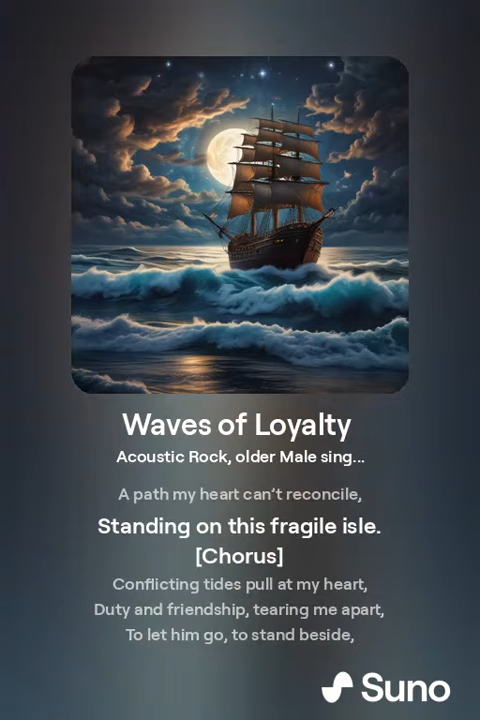 Waves of Loyalty
Acoustic Rock, older Male sing...
A path my heart can't reconcile,
Standing on this fragile isle.
[Chorus]
Conflicting tides pull at my heart,
Duty and friendship, tearing me apart,
To let him go, to stand beside,
Suno